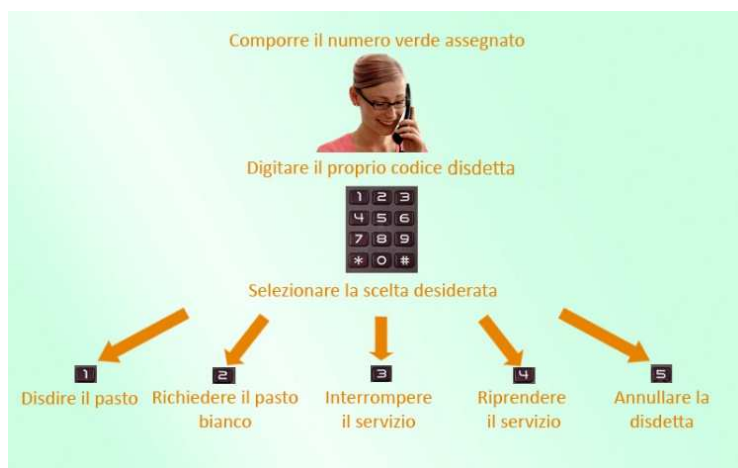 Comporre il numero verde assegnato
Digitare il proprio codice disdetta
1 2 3
4 5 6
7 8 9
* 0 #
Selezionare la scelta desiderata
1
Disdire il pasto
2
Richiedere il pasto
bianco
3
Interrompere
il servizio
4
Riprendere
il servizio
5
Annullare la
disdetta